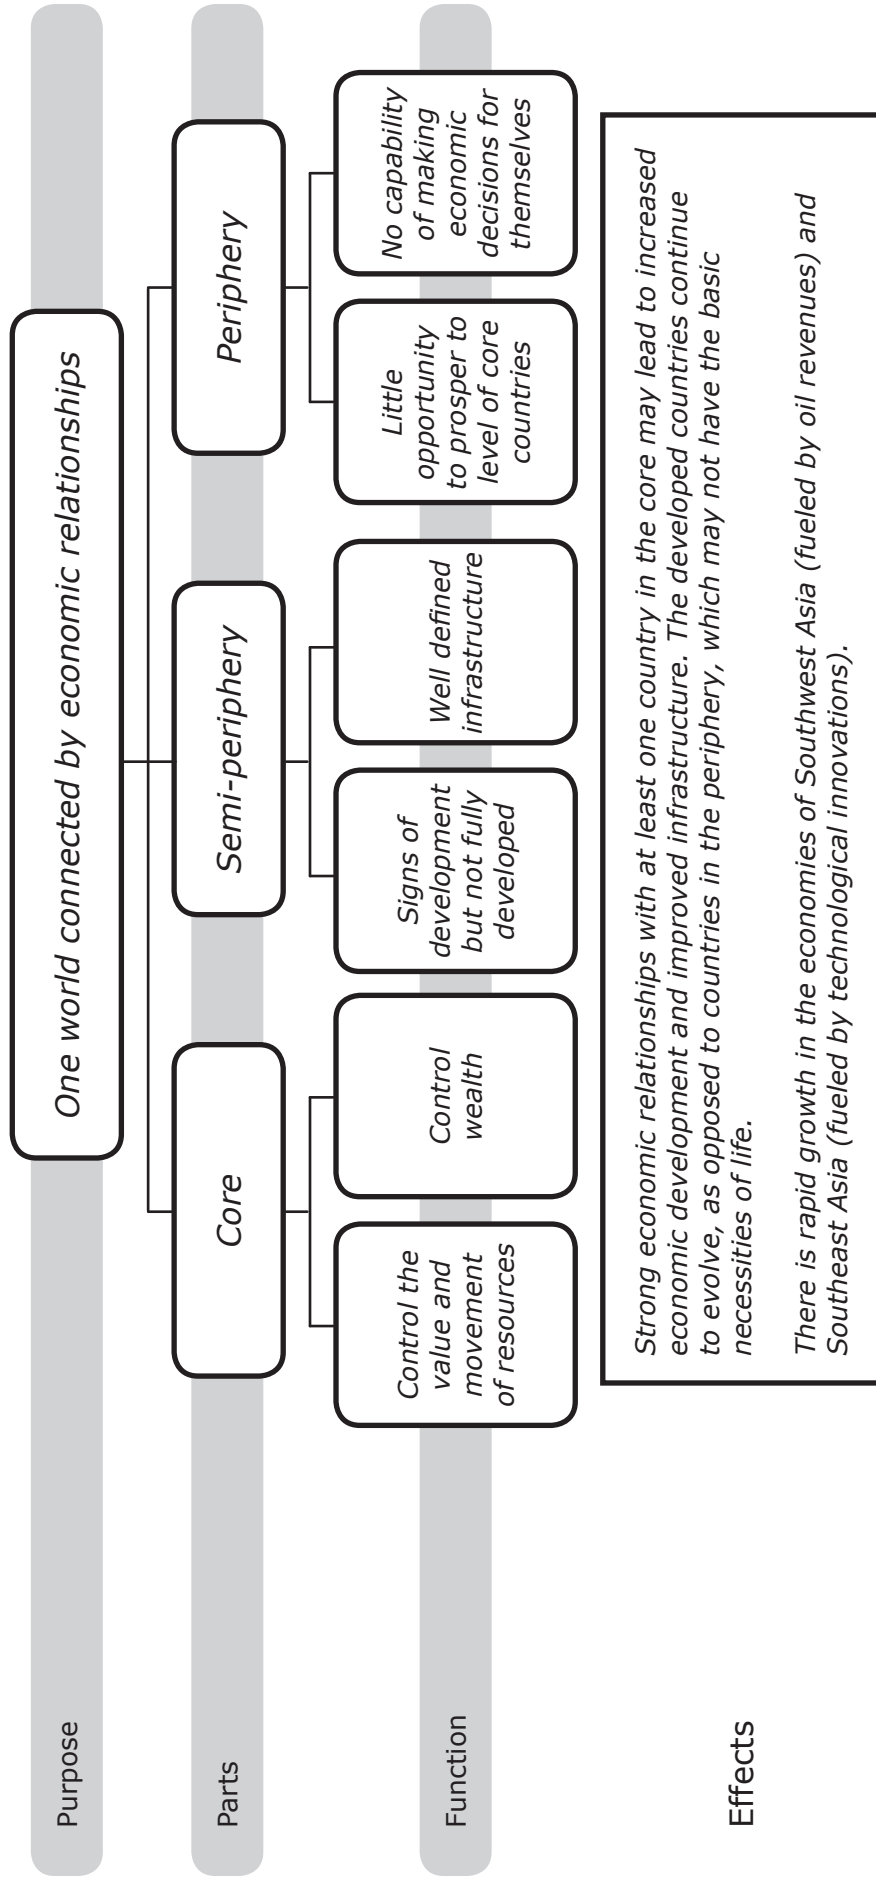 Purpose
One world connected by economic relationships
Parts
Core
Semi-periphery
Periphery
Function
Control the
value and
movement
of resources
Control
wealth
Signs of
development
but not fully
developed
Well defined
infrastructure
Little
opportunity
to prosper to
level of core
countries
No capability
of making
economic
decisions for
themselves
Effects
Strong economic relationships with at least one country in the core may lead to increased
economic development and improved infrastructure. The developed countries continue
to evolve, as opposed to countries in the periphery, which may not have the basic
necessities of life.
There is rapid growth in the economies of Southwest Asia (fueled by oil revenues) and
Southeast Asia (fueled by technological innovations).